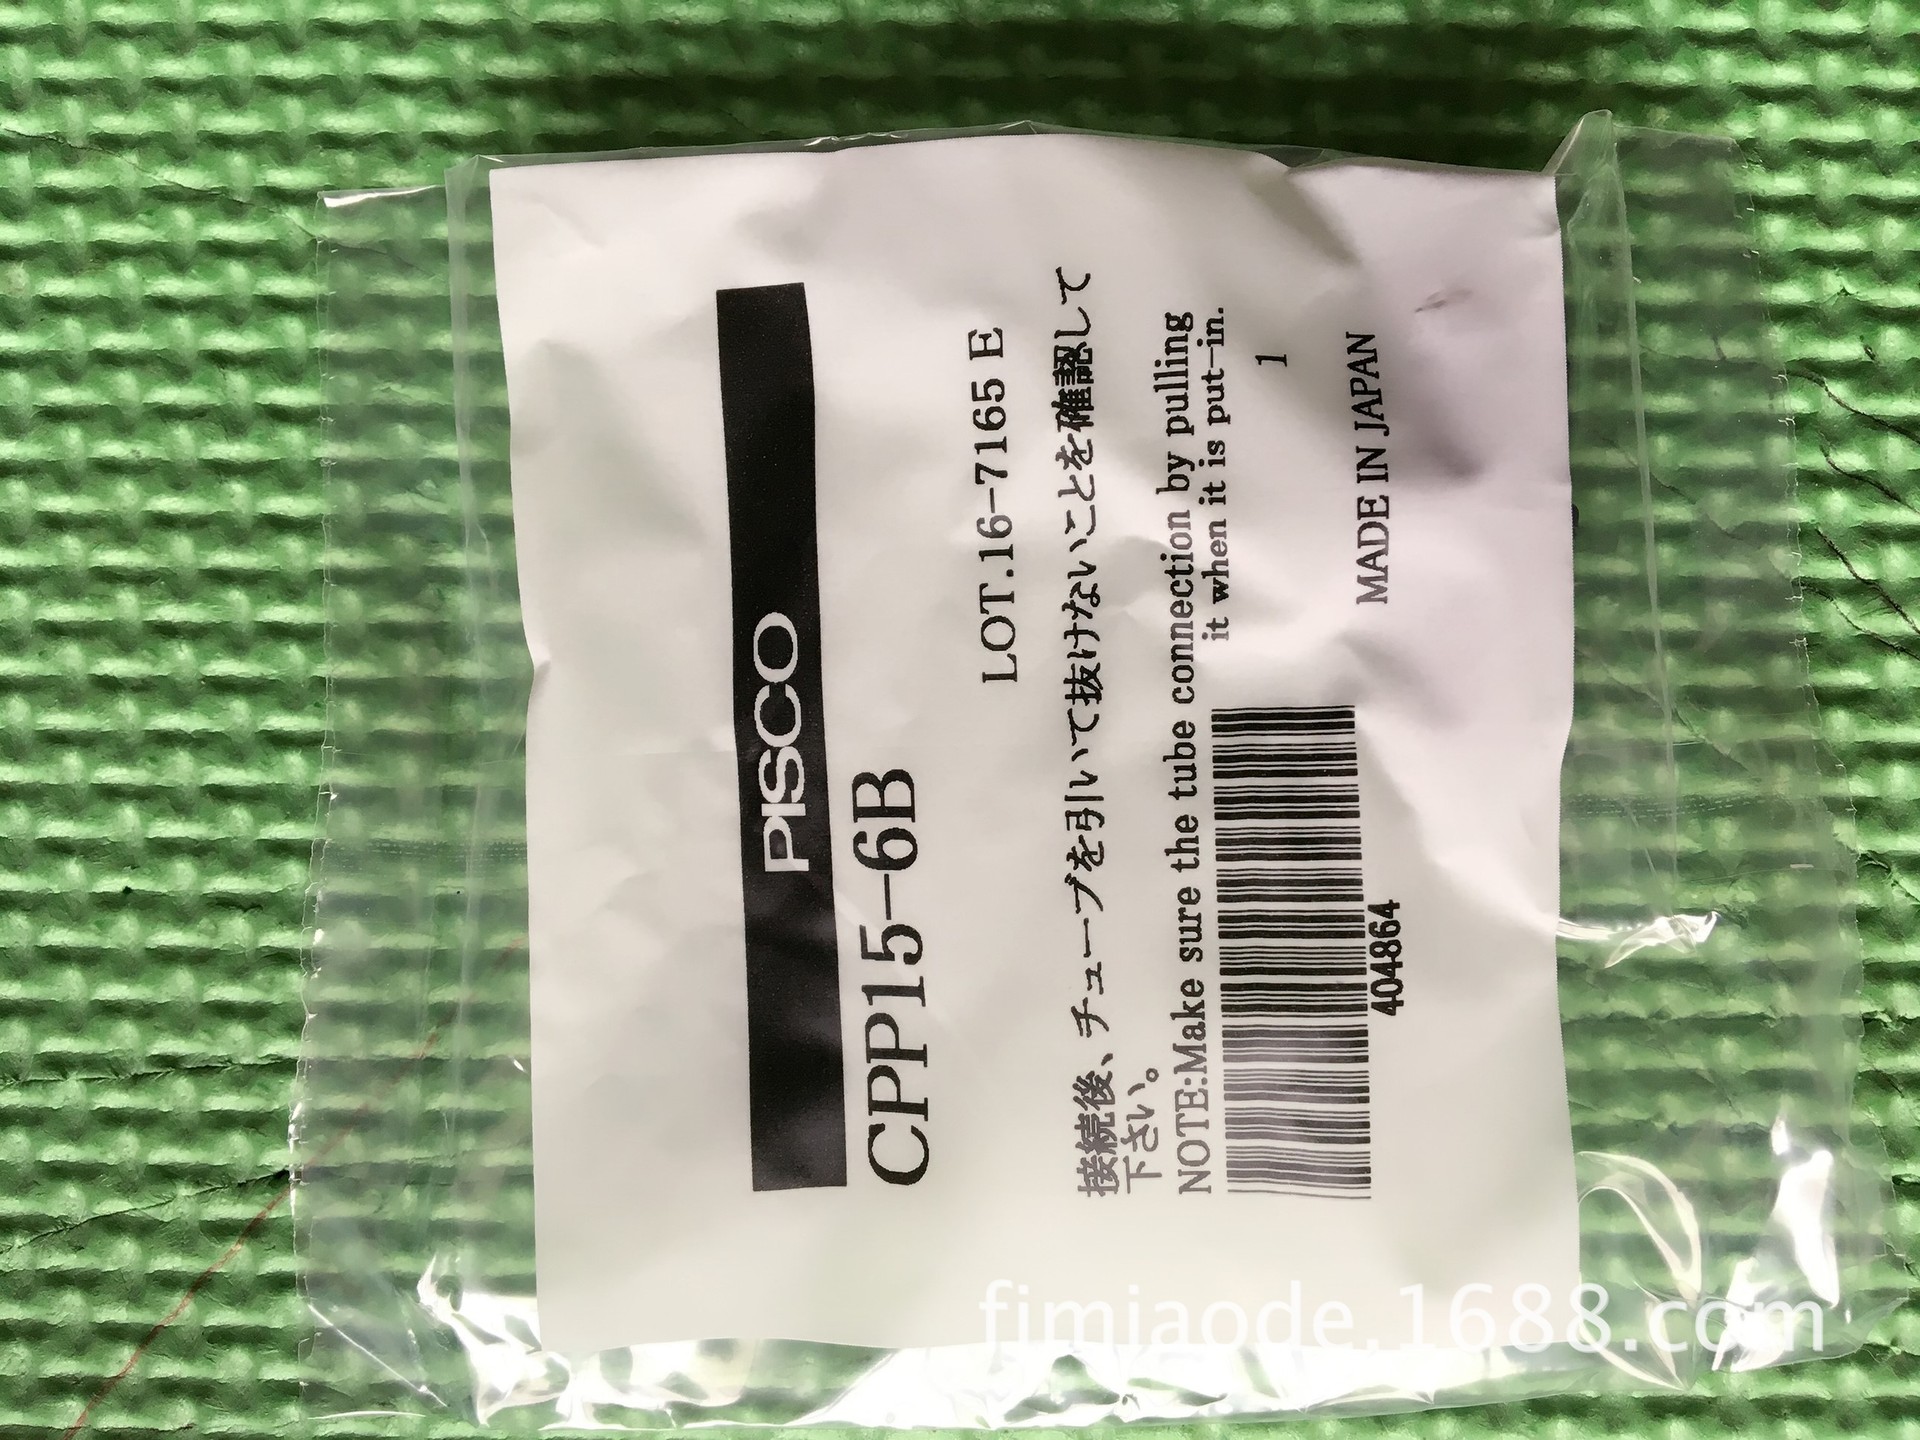 PISCO
CPP15-6B
LOT.16-7165 E
接続後、チューブを引いて抜けないことを確認して
下さい。
NOTE:Make sure the tube connection by pulling
it when it is put-in.
1
404864
MADE IN JAPAN
fimiaode.1688.com